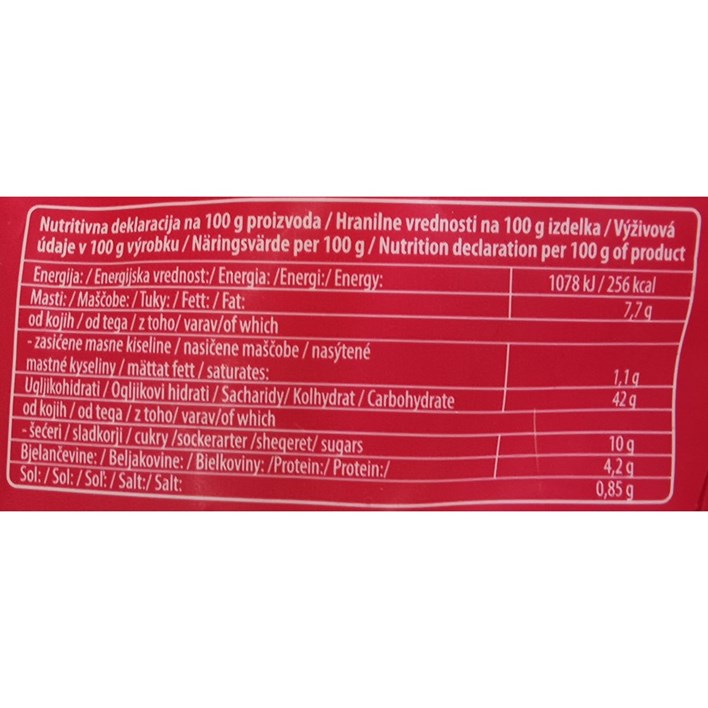 Nutritivna deklaracija na 100 g proizvoda / Hranilne vrednosti na 100 g izdelka / Výživová
údaje v 100 g výrobku / Näringsvärde per 100 g / Nutrition declaration per 100 g of product
Energija: / Energijska vrednost:/ Energia: /Energi:/ Energy: 1078 kJ / 256 kcal
Masti: / Maščobe: /Tuky: / Fett: / Fat: 7,7 g
od kojih / od tega / z toho/ varav/of which
- zasićene masne kiseline / nasičene maščobe / nasýtené
mastné kyseliny / mättat fett / saturates: 1,1 g
Ugljikohidrati / Ogljikovi hidrati / Sacharidy/ Kolhydrat / Carbohydrate 42 g
od kojih / od tega / z toho/ varav/of which
- šećeri / sladkorji / cukry /sockerarter /sheqeret/ sugars 10 g
Bjelančevine: / Beljakovine: / Bielkoviny: /Protein:/ Protein:/ 4,2 g
Sol: / Sol: / Soľ: / Salt:/ Salt: 0,85 g